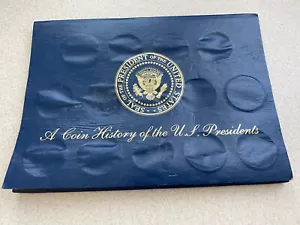 SEAL OF THE PRESIDENT OF THE UNITED STATES
A Coin History of the U.S. Presidents